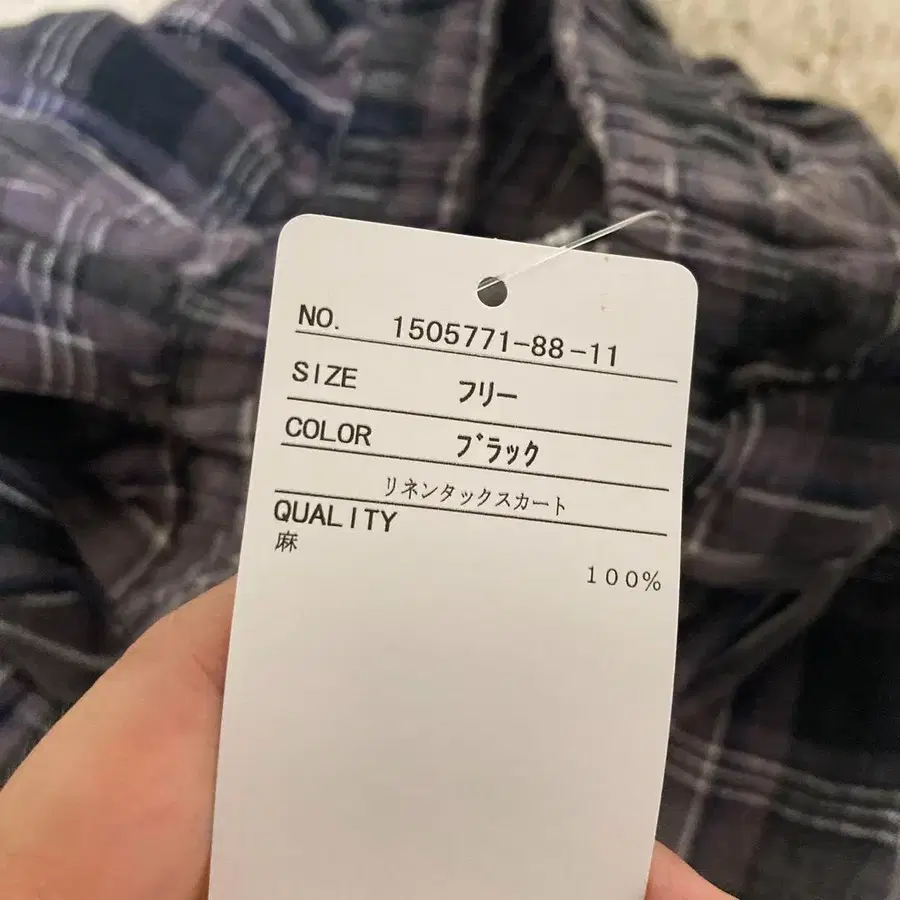 NO. 1505771-88-11
SIZE フリー
COLOR ブラック
リネンタックスカート
QUALITY
麻
100%